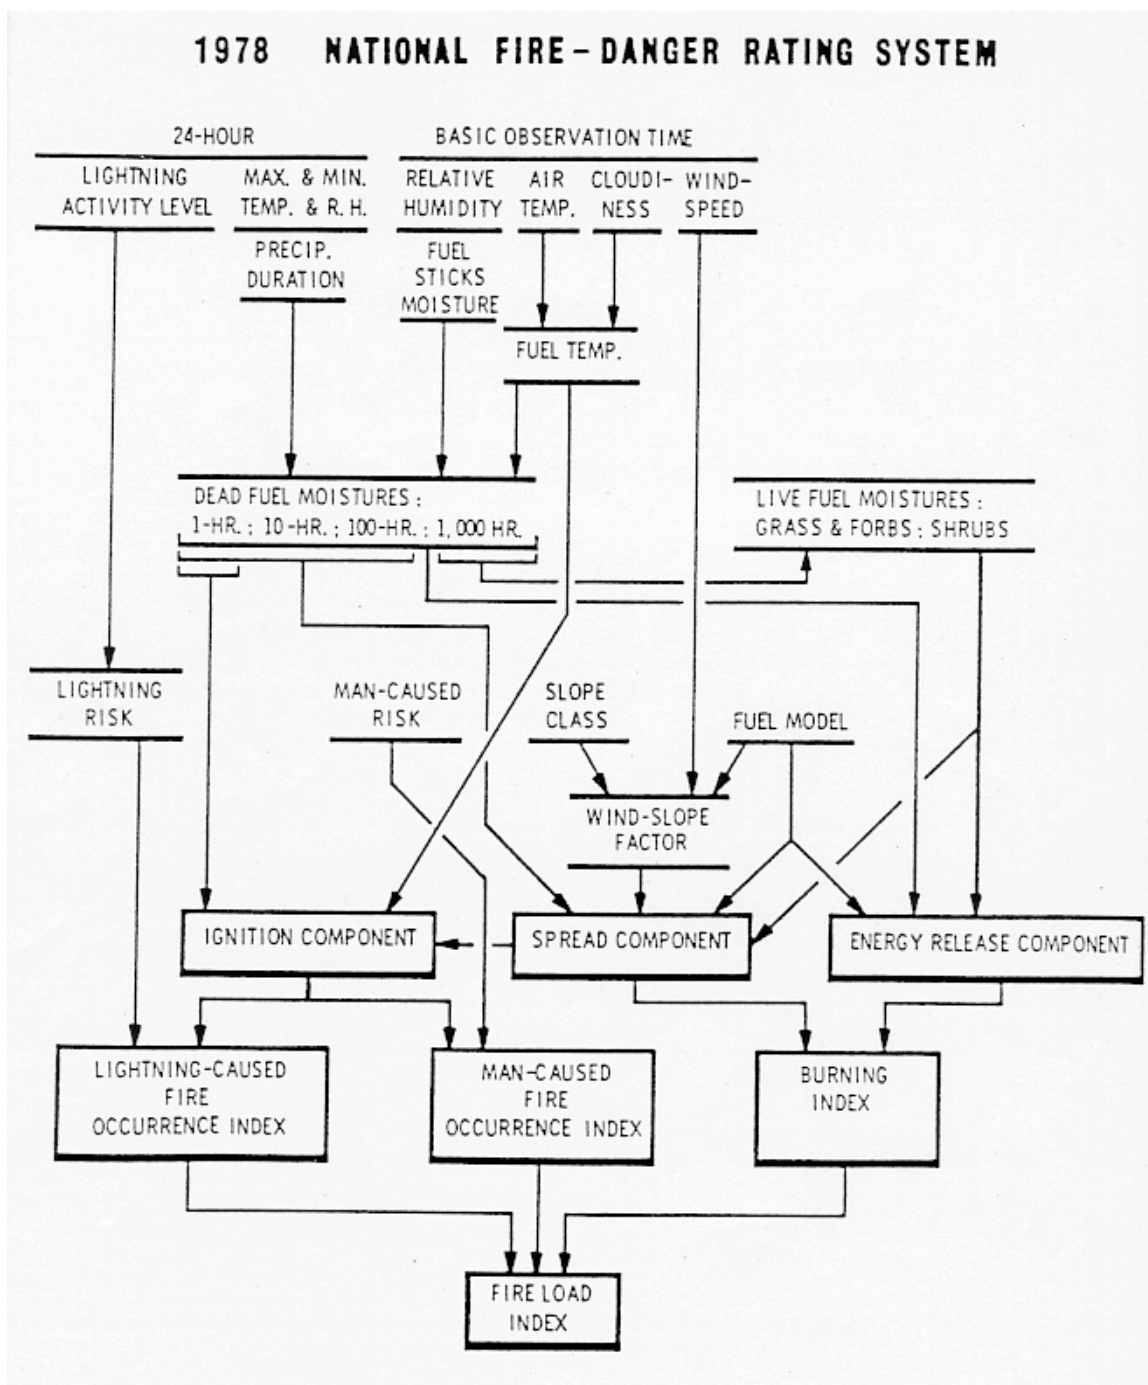 1978 NATIONAL FIRE-DANGER RATING SYSTEM
24-HOUR
BASIC OBSERVATION TIME
LIGHTNING
ACTIVITY LEVEL
MAX. & MIN.
TEMP. & R.H.
RELATIVE
HUMIDITY
AIR
TEMP.
CLOUDI-
NESS
WIND-
SPEED
PRECIP.
DURATION
FUEL
STICKS
MOISTURE
FUEL TEMP.
DEAD FUEL MOISTURES:
1-HR.; 10-HR.; 100-HR.; 1,000 HR.
LIVE FUEL MOISTURES:
GRASS & FORBS; SHRUBS
LIGHTNING
RISK
MAN-CAUSED
RISK
SLOPE
CLASS
FUEL MODEL
WIND-SLOPE
FACTOR
IGNITION COMPONENT
SPREAD COMPONENT
ENERGY RELEASE COMPONENT
LIGHTNING-CAUSED
FIRE
OCCURRENCE INDEX
MAN-CAUSED
FIRE
OCCURRENCE INDEX
BURNING
INDEX
FIRE LOAD
INDEX